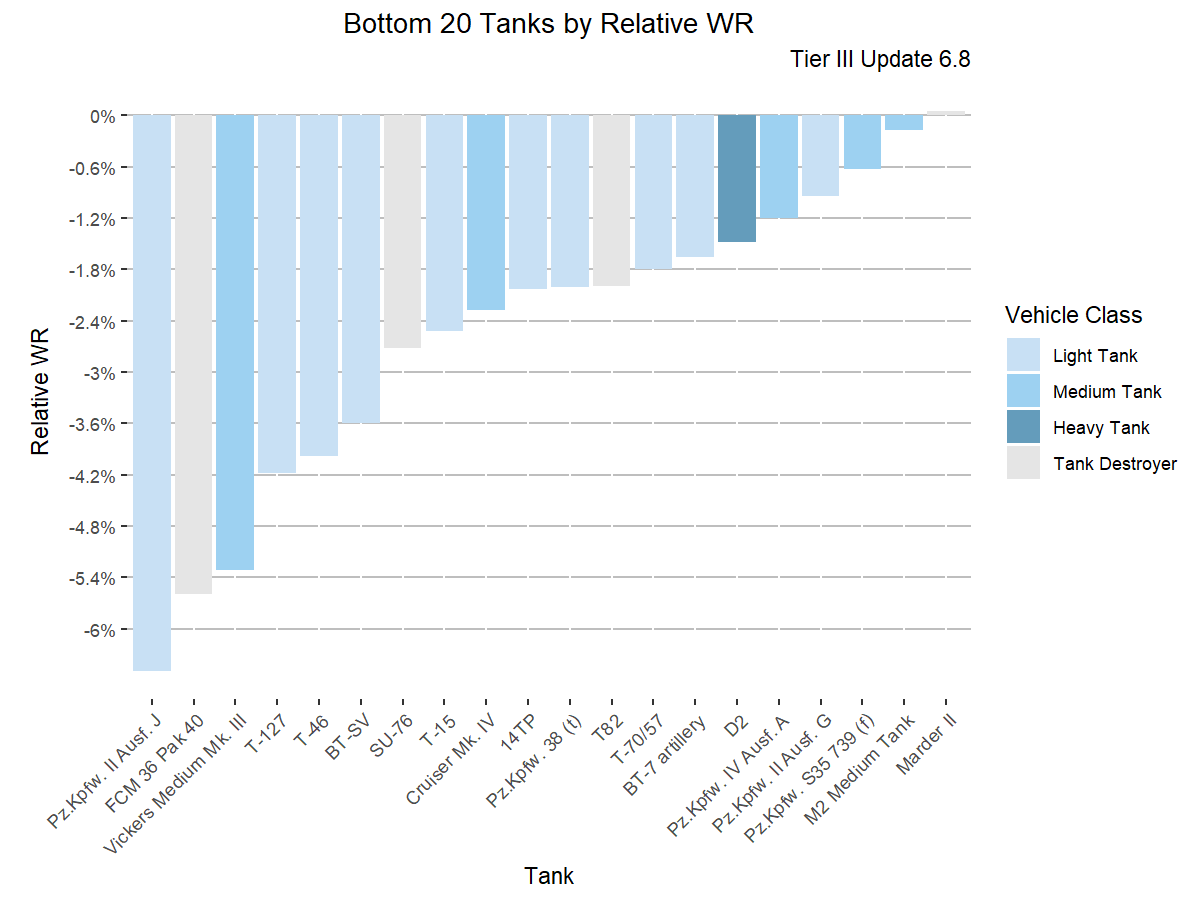 Bottom 20 Tanks by Relative WR
Tier III Update 6.8
0%
-0.6%
-1.2%
-1.8%
-2.4%
-3%
-3.6%
-4.2%
-4.8%
-5.4%
-6%
Relative WR
Pz.Kpfw. II Ausf. J
FCM 36 Pak 40
Vickers Medium Mk. III
T-127
T-46
BT-SV
SU-76
T-15
Cruiser Mk. IV
14TP
Pz.Kpfw. 38 (t)
T82
T-70/57
BT-7 artillery
D2
Pz.Kpfw. IV Ausf. A
Pz.Kpfw. II Ausf. G
Pz.Kpfw. S35 739 (f)
M2 Medium Tank
Marder II
Tank
Vehicle Class
Light Tank
Medium Tank
Heavy Tank
Tank Destroyer